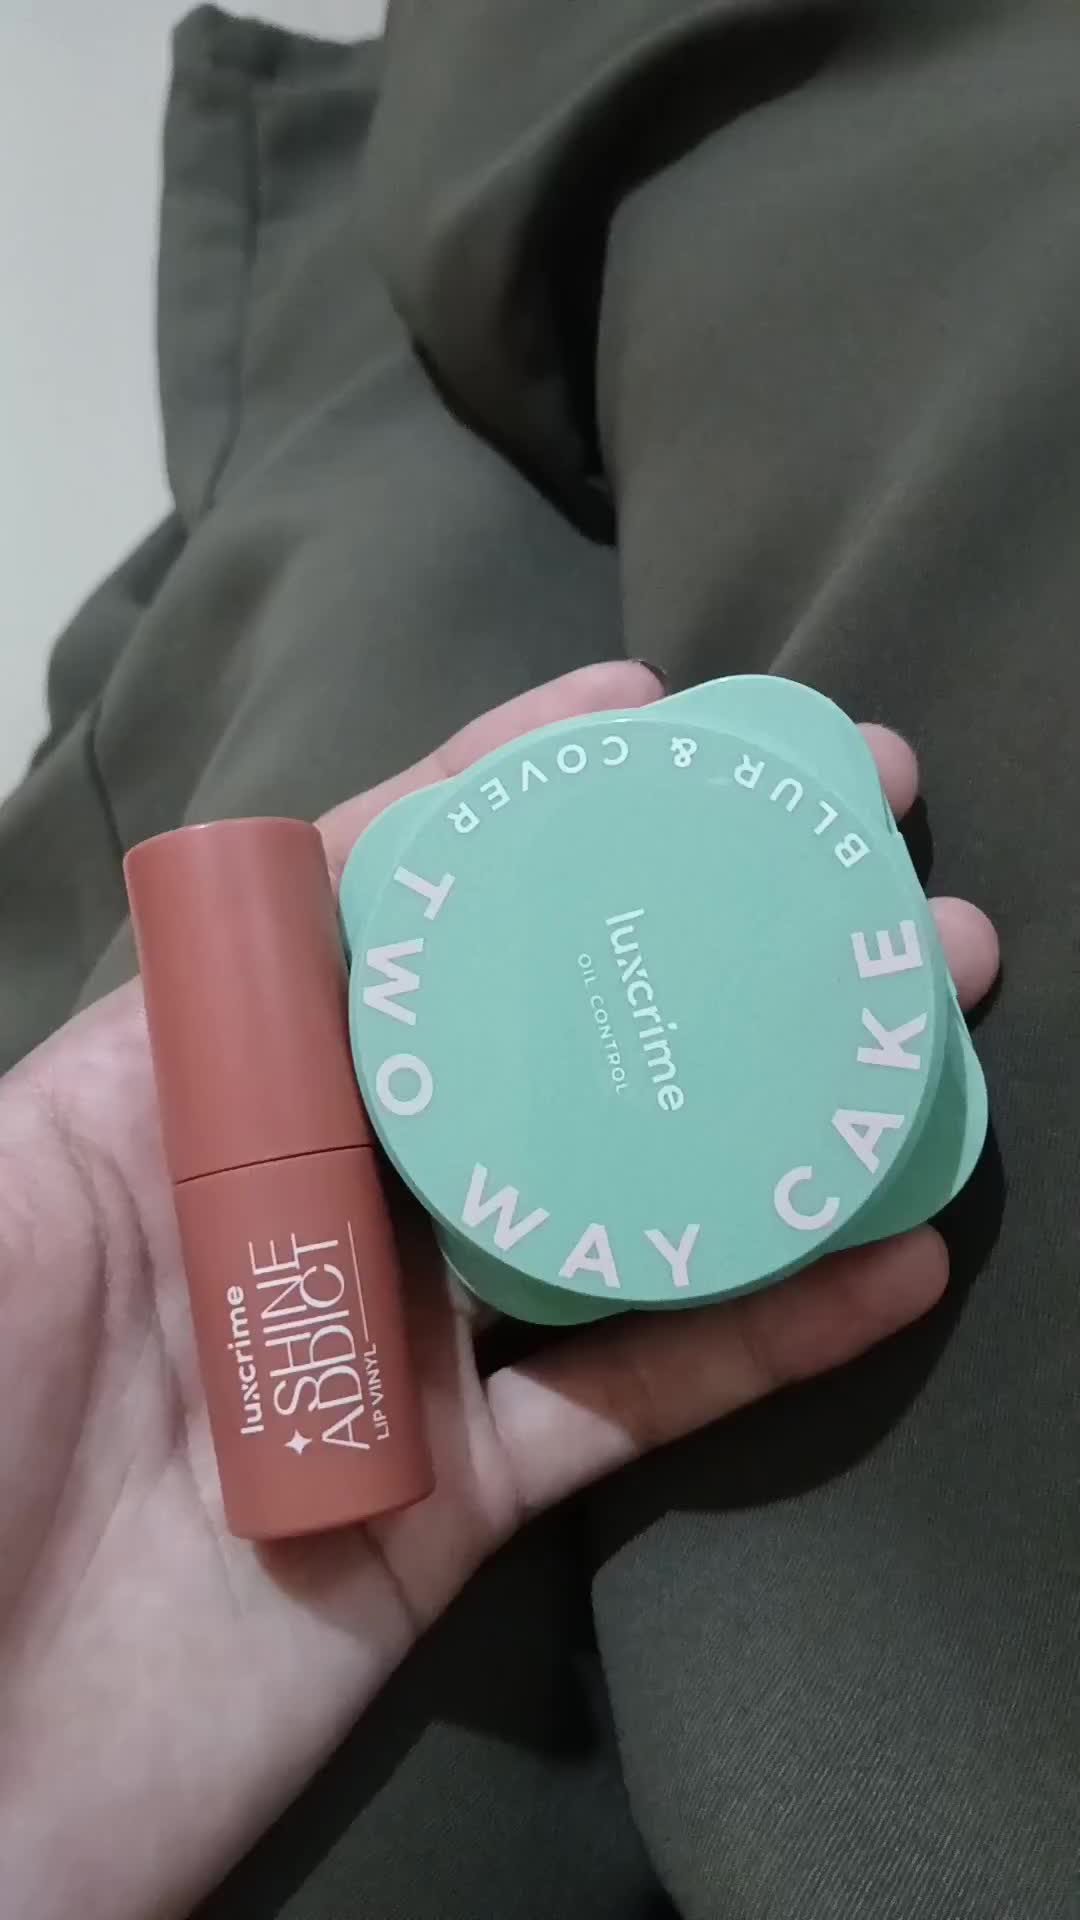 luxcrime
SHINE
ADDICT
LIP VINYL
BLUR & COVER
TWO WAY CAKE
luxcrime
OIL CONTROL